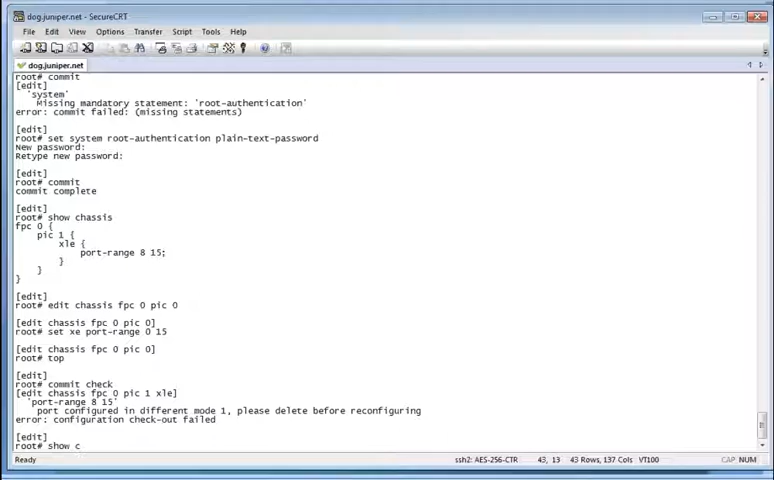 dog.juniper.net - SecureCRT
File Edit View Options Transfer Script Tools Help
dog.juniper.net
root# commit
[edit]
  'system'
    Missing mandatory statement: 'root-authentication'
error: commit failed: (missing statements)
[edit]
root# set system root-authentication plain-text-password
New password:
Retype new password:
[edit]
root# commit
commit complete
[edit]
root# show chassis
fpc 0 {
    pic 1 {
        xle {
            port-range 8 15;
        }
    }
}
[edit]
root# edit chassis fpc 0 pic 0
[edit chassis fpc 0 pic 0]
root# set xe port-range 0 15
[edit chassis fpc 0 pic 0]
root# top
[edit]
root# commit check
[edit chassis fpc 0 pic 1 xle]
  'port-range 8 15'
    port configured in different mode 1, please delete before reconfiguring
error: configuration check-out failed
[edit]
root# show c
Ready ssh2: AES-256-CTR 43, 13 43 Rows, 137 Cols VT100 CAP NUM